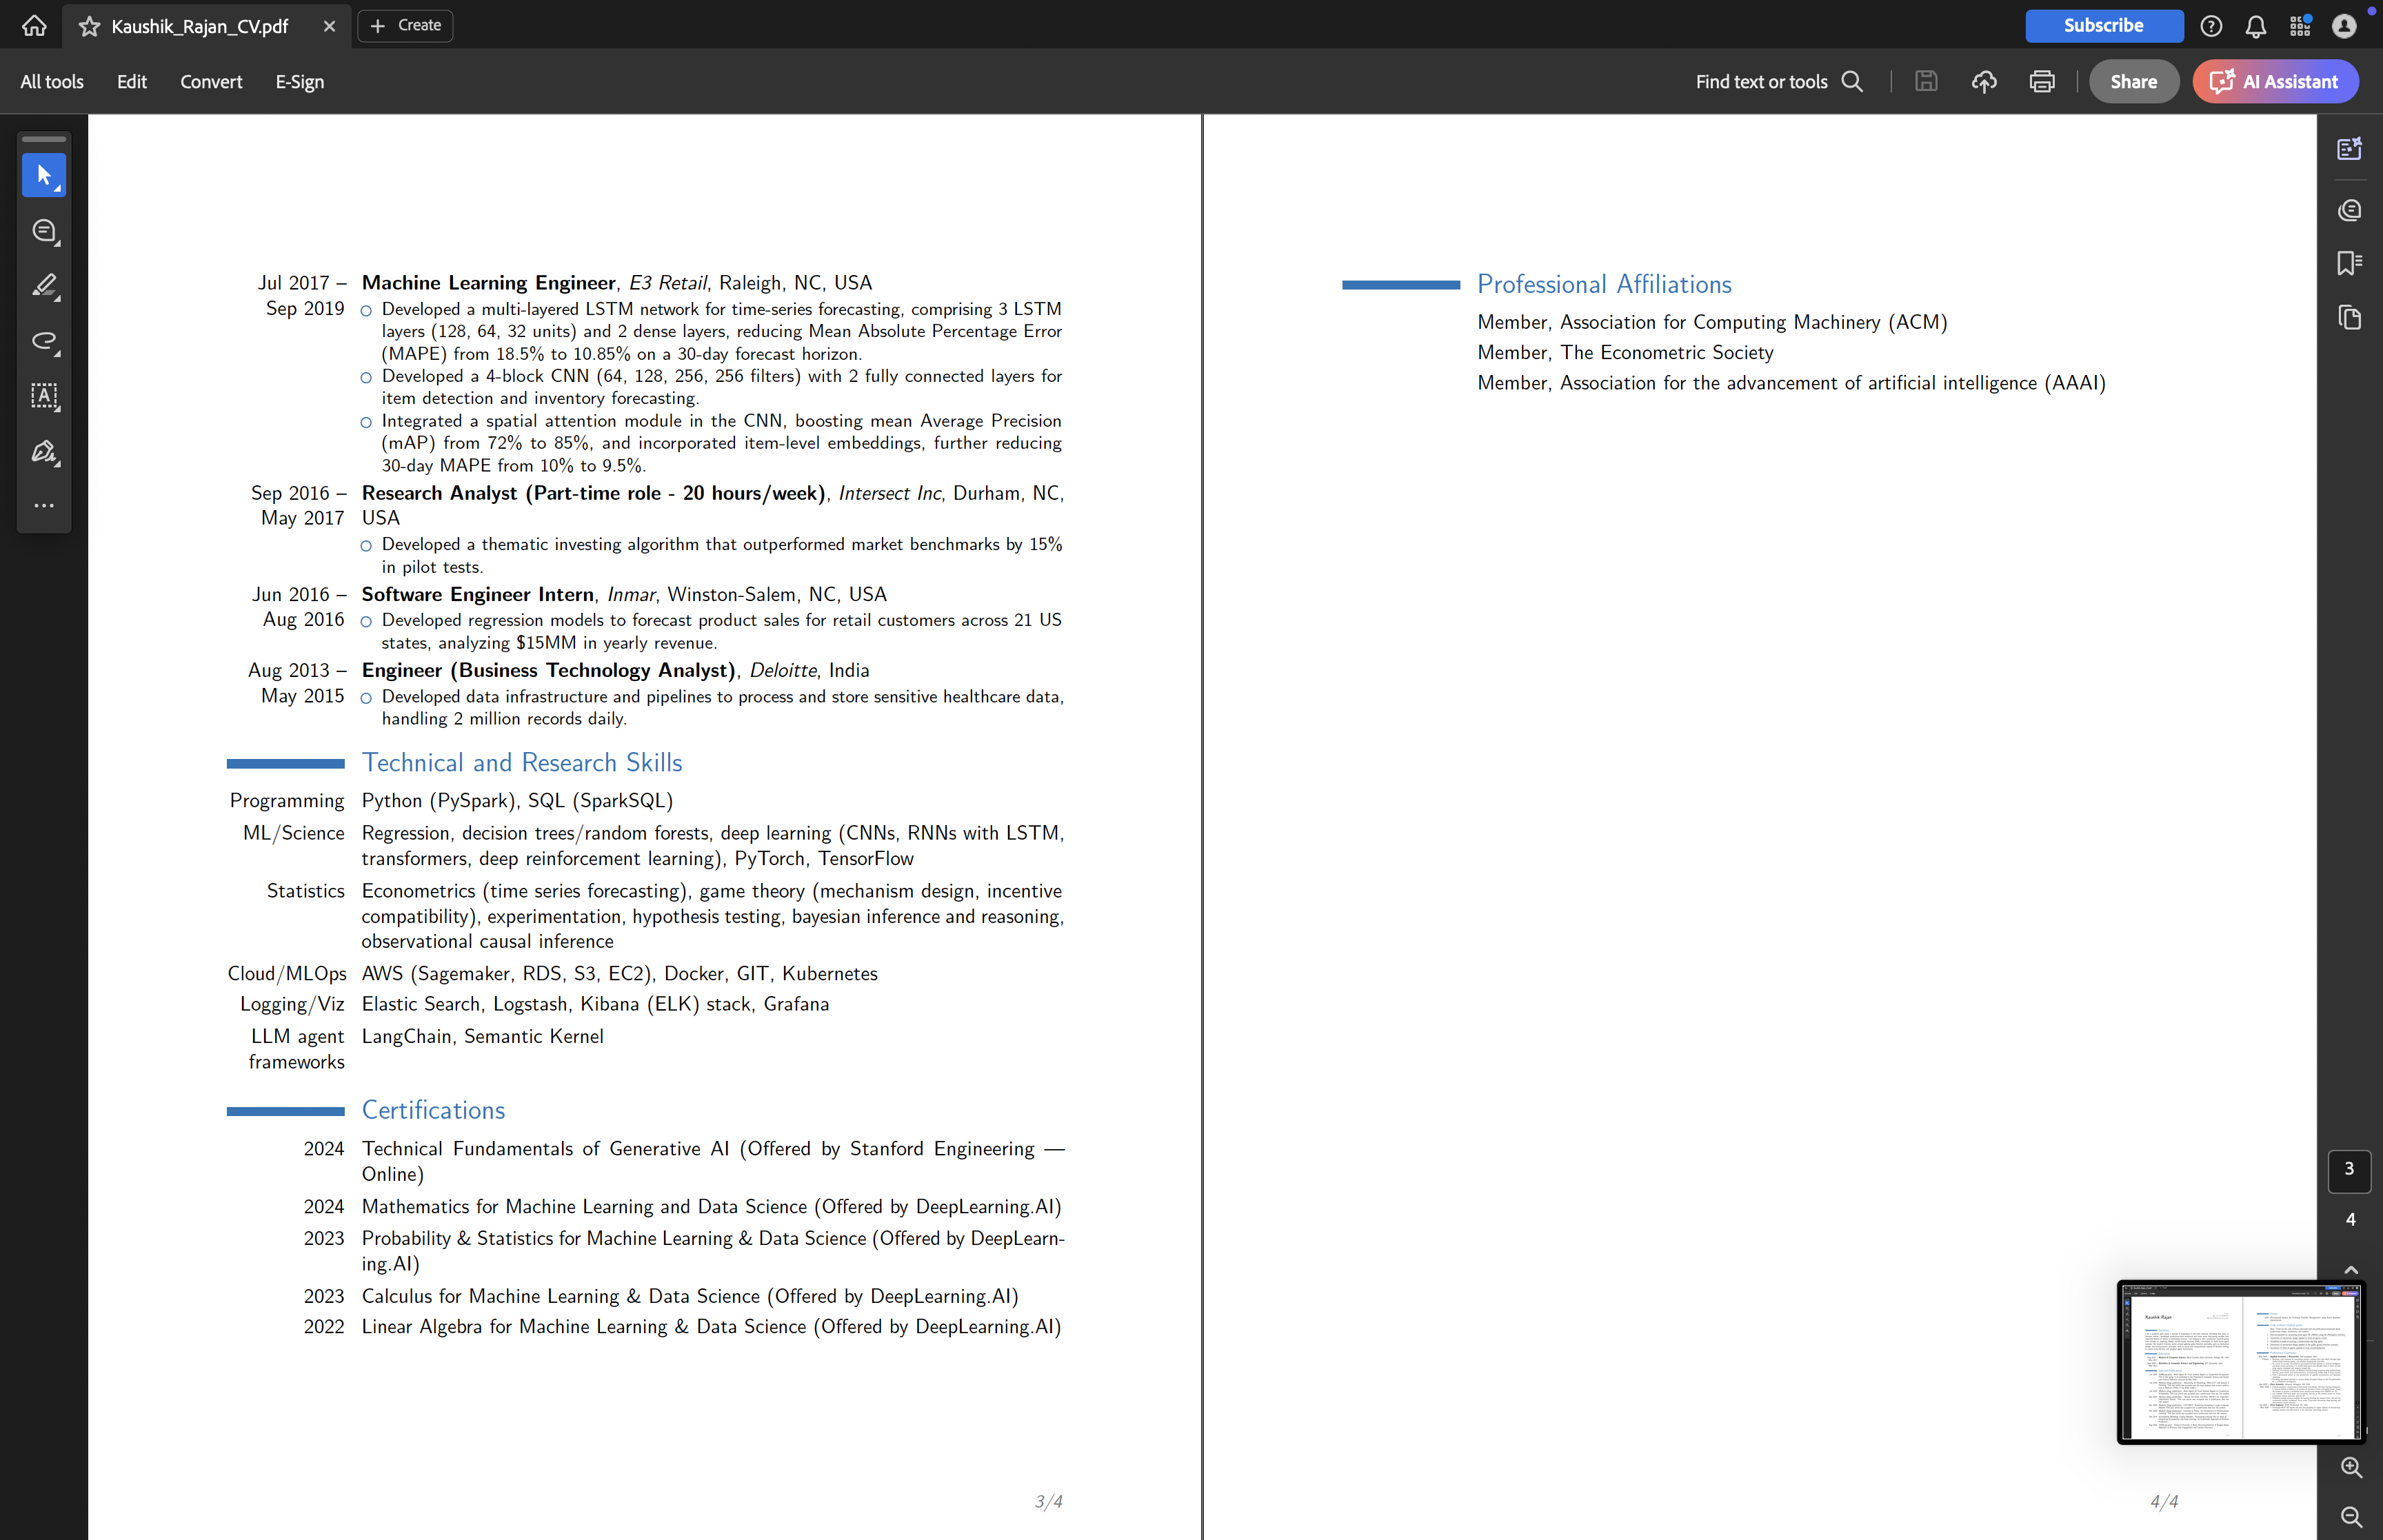 Kaushik_Rajan_CV.pdf
Create
Subscribe
All tools
Edit
Convert
E-Sign
Find text or tools
Share
AI Assistant
Jul 2017 – Machine Learning Engineer, E3 Retail, Raleigh, NC, USA
Sep 2019 Developed a multi-layered LSTM network for time-series forecasting, comprising 3 LSTM
layers (128, 64, 32 units) and 2 dense layers, reducing Mean Absolute Percentage Error
(MAPE) from 18.5% to 10.85% on a 30-day forecast horizon.
Developed a 4-block CNN (64, 128, 256, 256 filters) with 2 fully connected layers for
item detection and inventory forecasting.
Integrated a spatial attention module in the CNN, boosting mean Average Precision
(mAP) from 72% to 85%, and incorporated item-level embeddings, further reducing
30-day MAPE from 10% to 9.5%.
Sep 2016 – Research Analyst (Part-time role - 20 hours/week), Intersect Inc, Durham, NC,
May 2017 USA
Developed a thematic investing algorithm that outperformed market benchmarks by 15%
in pilot tests.
Jun 2016 – Software Engineer Intern, Inmar, Winston-Salem, NC, USA
Aug 2016 Developed regression models to forecast product sales for retail customers across 21 US
states, analyzing $15MM in yearly revenue.
Aug 2013 – Engineer (Business Technology Analyst), Deloitte, India
May 2015 Developed data infrastructure and pipelines to process and store sensitive healthcare data,
handling 2 million records daily.
Technical and Research Skills
Programming Python (PySpark), SQL (SparkSQL)
ML/Science Regression, decision trees/random forests, deep learning (CNNs, RNNs with LSTM,
transformers, deep reinforcement learning), PyTorch, TensorFlow
Statistics Econometrics (time series forecasting), game theory (mechanism design, incentive
compatibility), experimentation, hypothesis testing, bayesian inference and reasoning,
observational causal inference
Cloud/MLOps AWS (Sagemaker, RDS, S3, EC2), Docker, GIT, Kubernetes
Logging/Viz Elastic Search, Logstash, Kibana (ELK) stack, Grafana
LLM agent LangChain, Semantic Kernel
frameworks
Certifications
2024 Technical Fundamentals of Generative AI (Offered by Stanford Engineering —
Online)
2024 Mathematics for Machine Learning and Data Science (Offered by DeepLearning.AI)
2023 Probability & Statistics for Machine Learning & Data Science (Offered by DeepLearn-
ing.AI)
2023 Calculus for Machine Learning & Data Science (Offered by DeepLearning.AI)
2022 Linear Algebra for Machine Learning & Data Science (Offered by DeepLearning.AI)
3/4
Professional Affiliations
Member, Association for Computing Machinery (ACM)
Member, The Econometric Society
Member, Association for the advancement of artificial intelligence (AAAI)
4/4
3
4
Kaushik Rajan